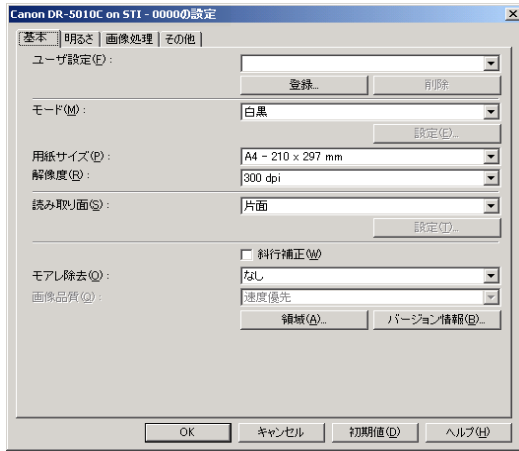 Canon DR-5010C on STI - 0000の設定
基本 明るさ 画像処理 その他
ユーザ設定(F):
登録... 削除
モード(M): 白黒
設定(E)...
用紙サイズ(P): A4 - 210 x 297 mm
解像度(R): 300 dpi
読み取り面(S): 片面
設定(T)...
斜行補正(W)
モアレ除去(O): なし
画像品質(Q): 速度優先
領域(A)... バージョン情報(B)...
OK キャンセル 初期値(D) ヘルプ(H)